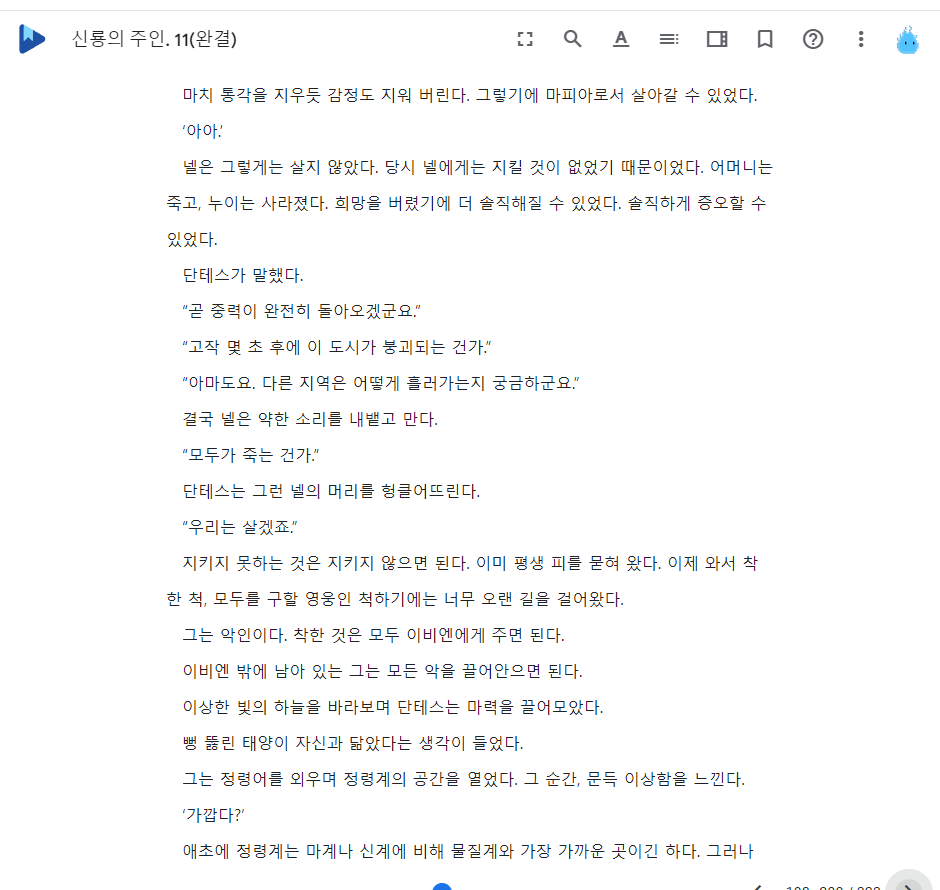 신룡의 주인. 11(완결)
마치 통각을 지우듯 감정도 지워 버린다. 그렇기에 마피아로서 살아갈 수 있었다.
‘아아.’
넬은 그렇게는 살지 않았다. 당시 넬에게는 지킬 것이 없었기 때문이었다. 어머니는
죽고, 누이는 사라졌다. 희망을 버렸기에 더 솔직해질 수 있었다. 솔직하게 증오할 수
있었다.
단테스가 말했다.
“곧 중력이 완전히 돌아오겠군요.”
“고작 몇 초 후에 이 도시가 붕괴되는 건가.”
“아마도요. 다른 지역은 어떻게 흘러가는지 궁금하군요.”
결국 넬은 약한 소리를 내뱉고 만다.
“모두가 죽는 건가.”
단테스는 그런 넬의 머리를 헝클어뜨린다.
“우리는 살겠죠.”
지키지 못하는 것은 지키지 않으면 된다. 이미 평생 피를 묻혀 왔다. 이제 와서 착
한 척, 모두를 구할 영웅인 척하기에는 너무 오랜 길을 걸어왔다.
그는 악인이다. 착한 것은 모두 이비엔에게 주면 된다.
이비엔 밖에 남아 있는 그는 모든 악을 끌어안으면 된다.
이상한 빛의 하늘을 바라보며 단테스는 마력을 끌어모았다.
뻥 뚫린 태양이 자신과 닮았다는 생각이 들었다.
그는 정령어를 외우며 정령계의 공간을 열었다. 그 순간, 문득 이상함을 느낀다.
‘가깝다?’
애초에 정령계는 마계나 신계에 비해 물질계와 가장 가까운 곳이긴 하다. 그러나